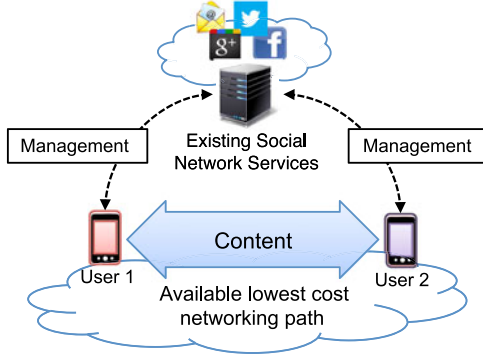 g+
f
Existing Social
Network Services
Management
Management
Content
User 1
User 2
Available lowest cost
networking path